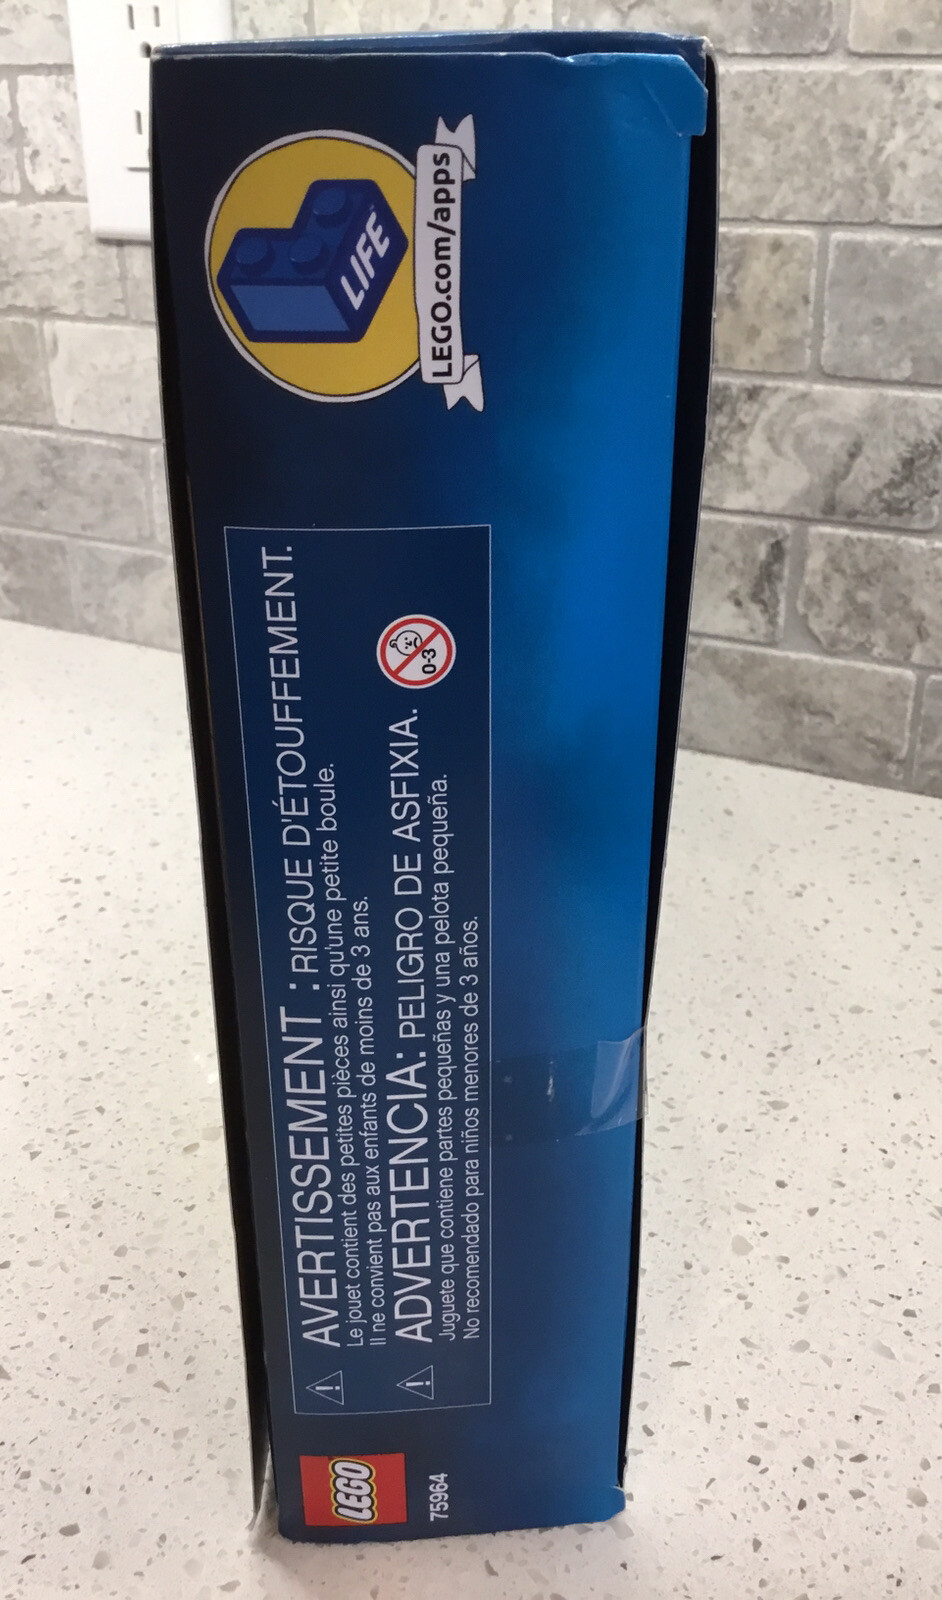 LEGO
75964
AVERTISSEMENT : RISQUE D'ÉTOUFFEMENT.
Le jouet contient des petites pièces ainsi qu'une petite boule.
Il ne convient pas aux enfants de moins de 3 ans.
ADVERTENCIA: PELIGRO DE ASFIXIA.
Juguete que contiene partes pequeñas y una pelota pequeña.
No recomendado para niños menores de 3 años.
0-3
LIFE™
LEGO.com/apps